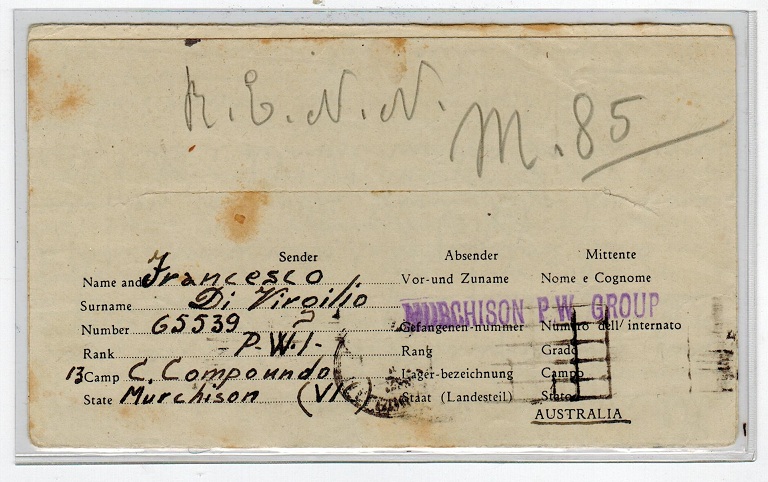 R.E.N.N.
M.85
Sender Absender Mittente
Name and Francesco Vor-und Zuname Nome e Cognome
Surname Di Virgilio
MURCHISON P.W. GROUP
Number 65539 Gefangenen-nummer Numero dell'internato
Rank P.W.I. Rang Grado
13 Camp C. Compound Lager-bezeichnung Campo
State Murchison Staat (Landesteil) Stato
AUSTRALIA